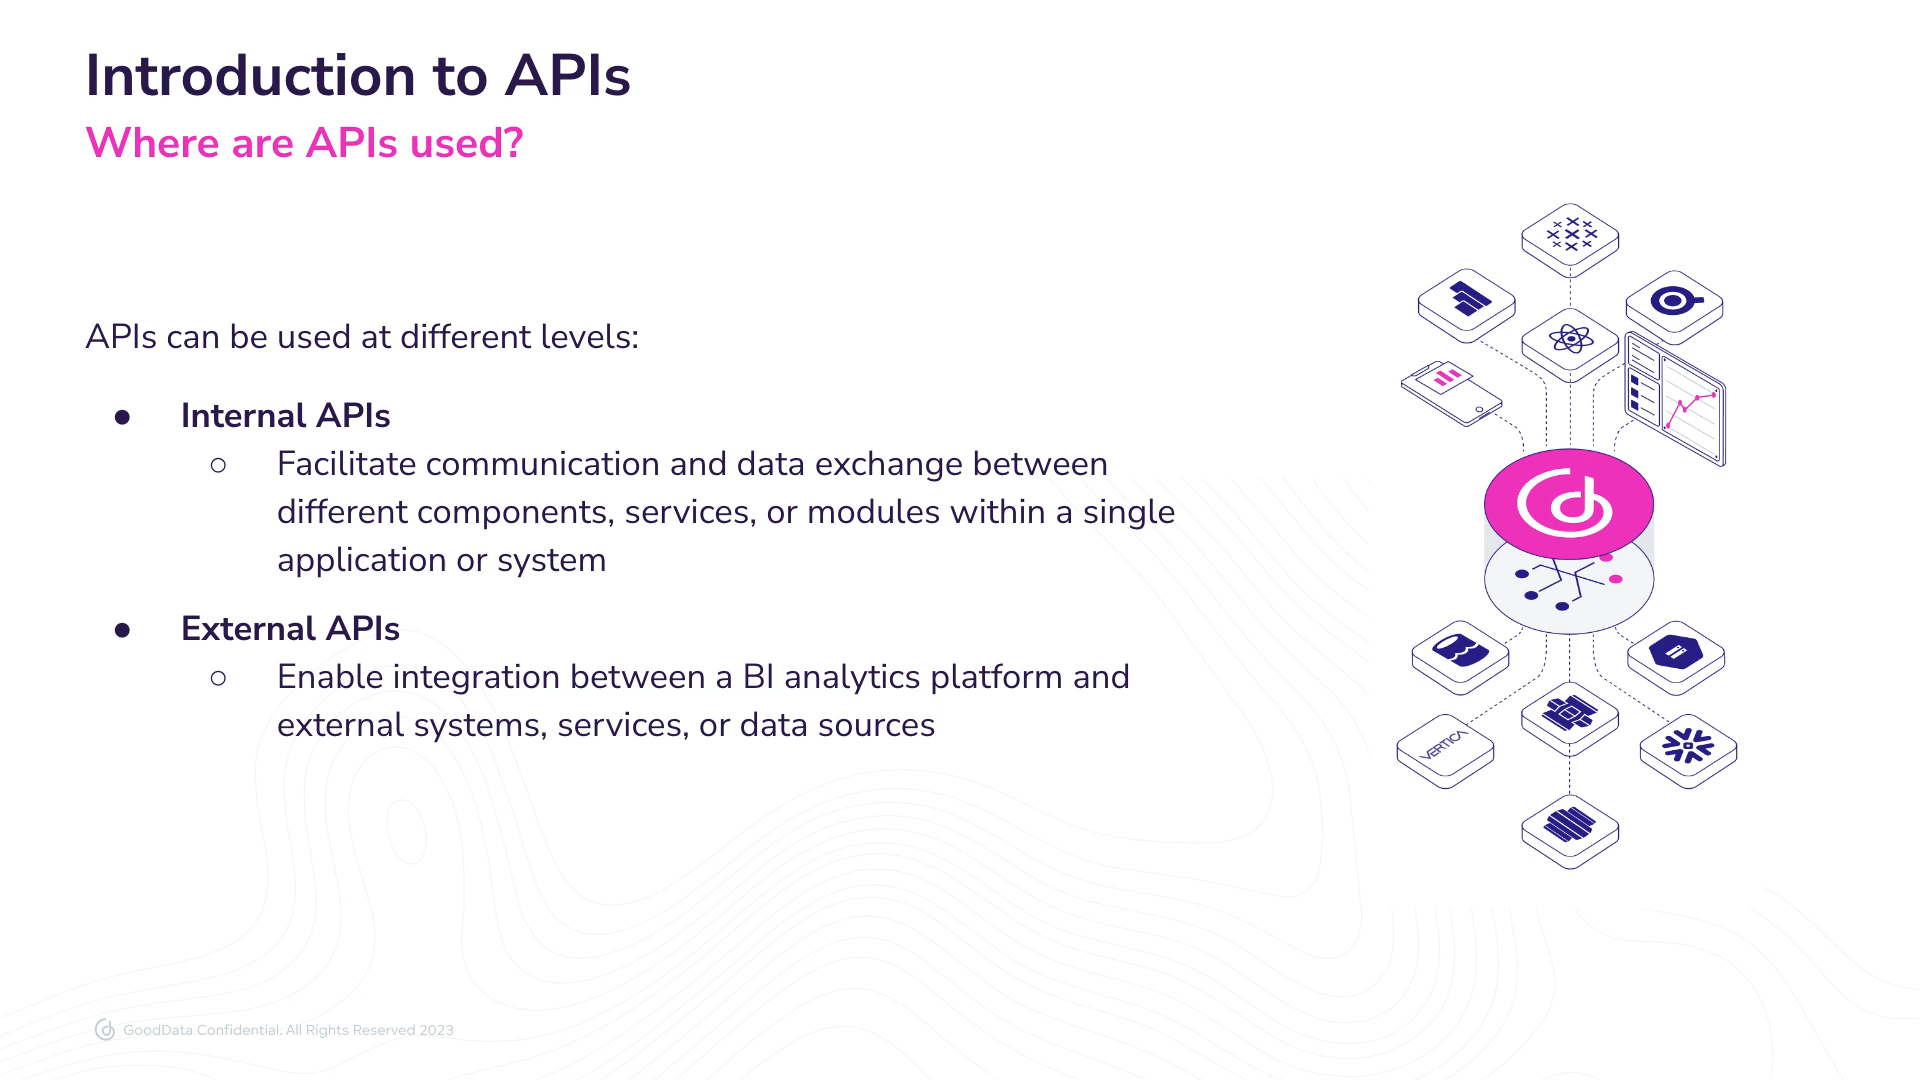 Introduction to APIs
Where are APIs used?
APIs can be used at different levels:
● Internal APIs
○ Facilitate communication and data exchange between
different components, services, or modules within a single
application or system
● External APIs
○ Enable integration between a BI analytics platform and
external systems, services, or data sources
VERTICA
GoodData Confidential. All Rights Reserved 2023